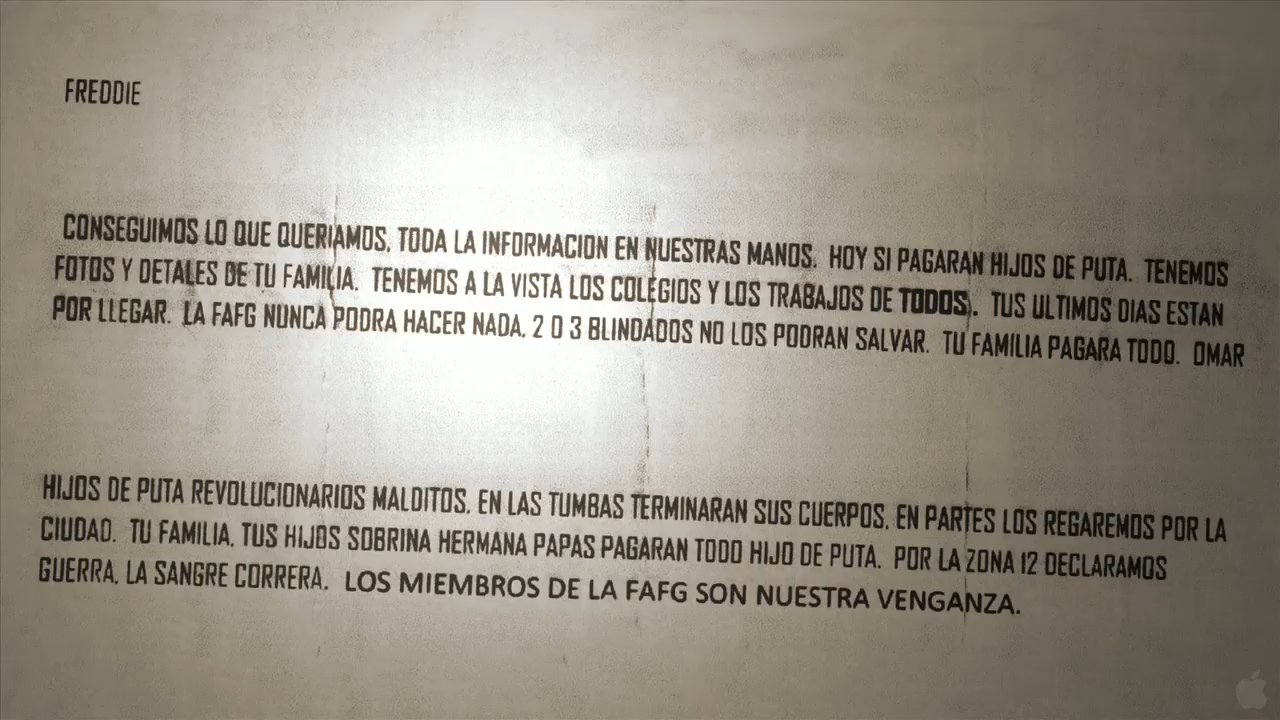 FREDDIE
CONSEGUIMOS LO QUE QUERIAMOS. TODA LA INFORMACION EN NUESTRAS MANOS. HOY SI PAGARAN HIJOS DE PUTA. TENEMOS
FOTOS Y DETALES DE TU FAMILIA. TENEMOS A LA VISTA LOS COLEGIOS Y LOS TRABAJOS DE TODOS). TUS ULTIMOS DIAS ESTAN
POR LLEGAR. LA FAFG NUNCA PODRA HACER NADA. 2 O 3 BLINDADOS NO LOS PODRAN SALVAR. TU FAMILIA PAGARA TODO. OMAR
HIJOS DE PUTA REVOLUCIONARIOS MALDITOS. EN LAS TUMBAS TERMINARAN SUS CUERPOS. EN PARTES LOS REGAREMOS POR LA
CIUDAD. TU FAMILIA. TUS HIJOS SOBRINA HERMANA PAPAS PAGARAN TODO HIJO DE PUTA. POR LA ZONA 12 DECLARAMOS
GUERRA. LA SANGRE CORRERA. LOS MIEMBROS DE LA FAFG SON NUESTRA VENGANZA.